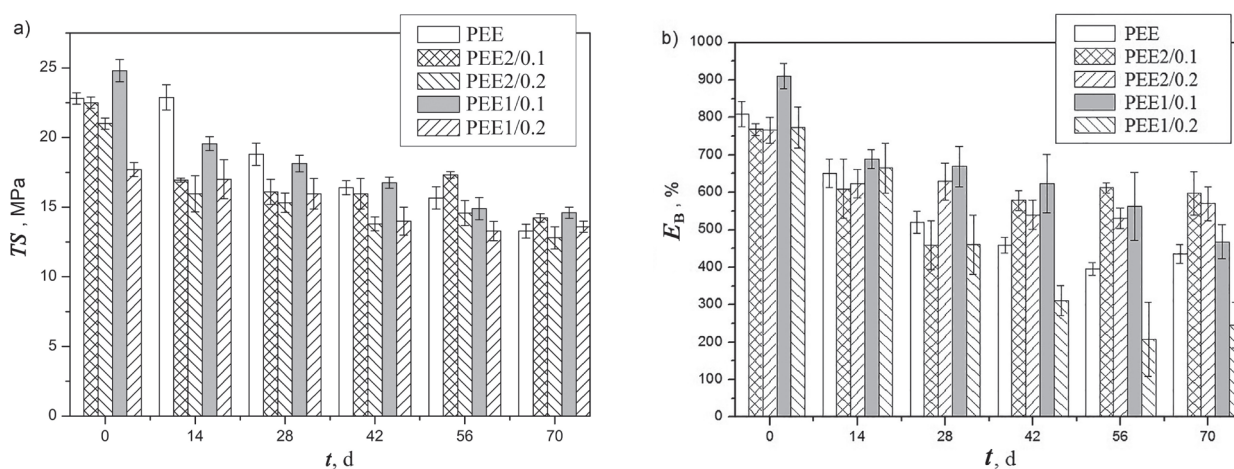 a)
PEE
PEE2/0.1
PEE2/0.2
PEE1/0.1
PEE1/0.2
25
20
15
10
5
0
TS, MPa
0 14 28 42 56 70
t, d
b)
PEE
PEE2/0.1
PEE2/0.2
PEE1/0.1
PEE1/0.2
1000
900
800
700
600
500
400
300
200
100
0
E_B, %
0 14 28 42 56 70
t, d